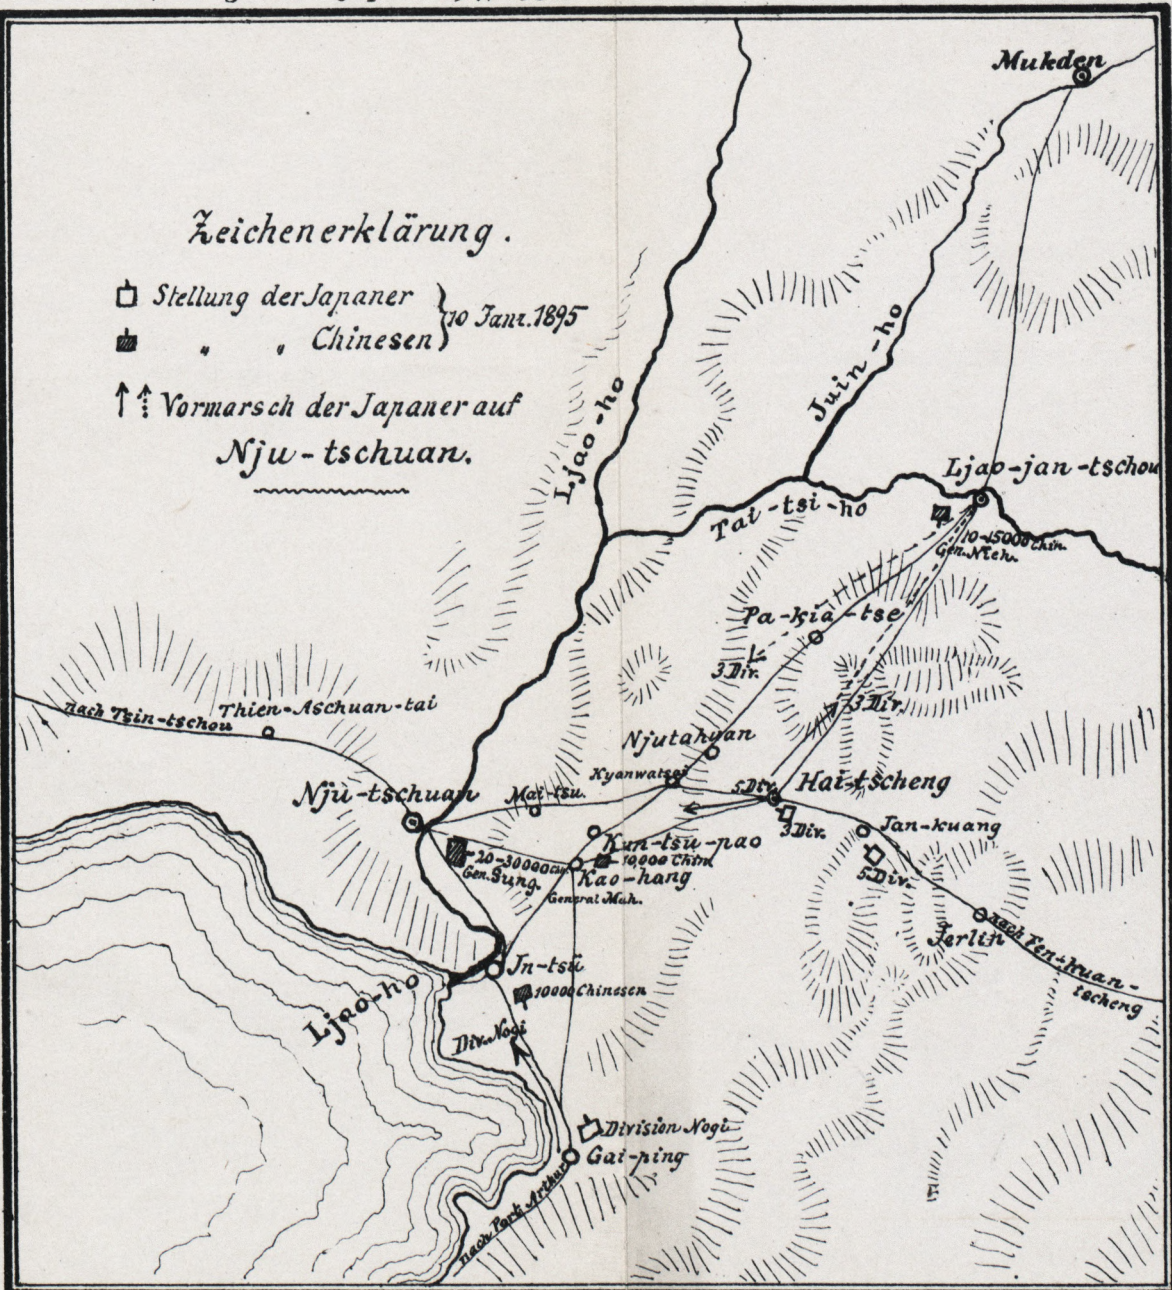 Mukden
Zeichenerklärung.
Stellung der Japaner
" " Chinesen
10 Janr. 1895
Vormarsch der Japaner auf
Nju-tschuan.
Ljao-ho
Juin-ho
Ljao-jan-tschou
Tai-tsi-ho
10-15000 Chin.
Gen. Nieh.
Pa-kia-tse
3 Div.
3 Div.
nach Tsin-tschou
Thien-Aschuan-tai
Njutahuan
Kyanwatsei
Nju-tschuan
Mai-tsu.
5 Div.
Hai-tscheng
3 Div.
Jan-kuang
Kan-tsu-pao
20-30000 Chi.
Gen. Sung.
10,000 Chin.
Kao-hang
General Mah.
5 Div.
Jerlin
nach Fen-huan-
tscheng
Jn-tsü
Ljao-ho
10000 Chinesen
Div. Nogi
Division Nogi
Gai-ping
nach Port Arthur